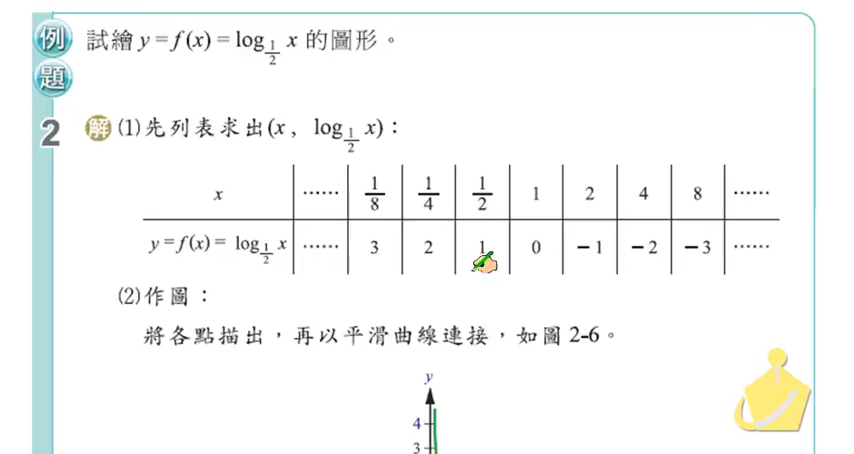 例題2
試繪 y = f(x) = log_{1/2} x 的圖形。
解 (1)先列表求出(x, log_{1/2} x)：
x …… 1/8 1/4 1/2 1 2 4 8 ……
y = f(x) = log_{1/2} x …… 3 2 1 0 −1 −2 −3 ……
(2)作圖：
將各點描出，再以平滑曲線連接，如圖 2-6。
y
4
3